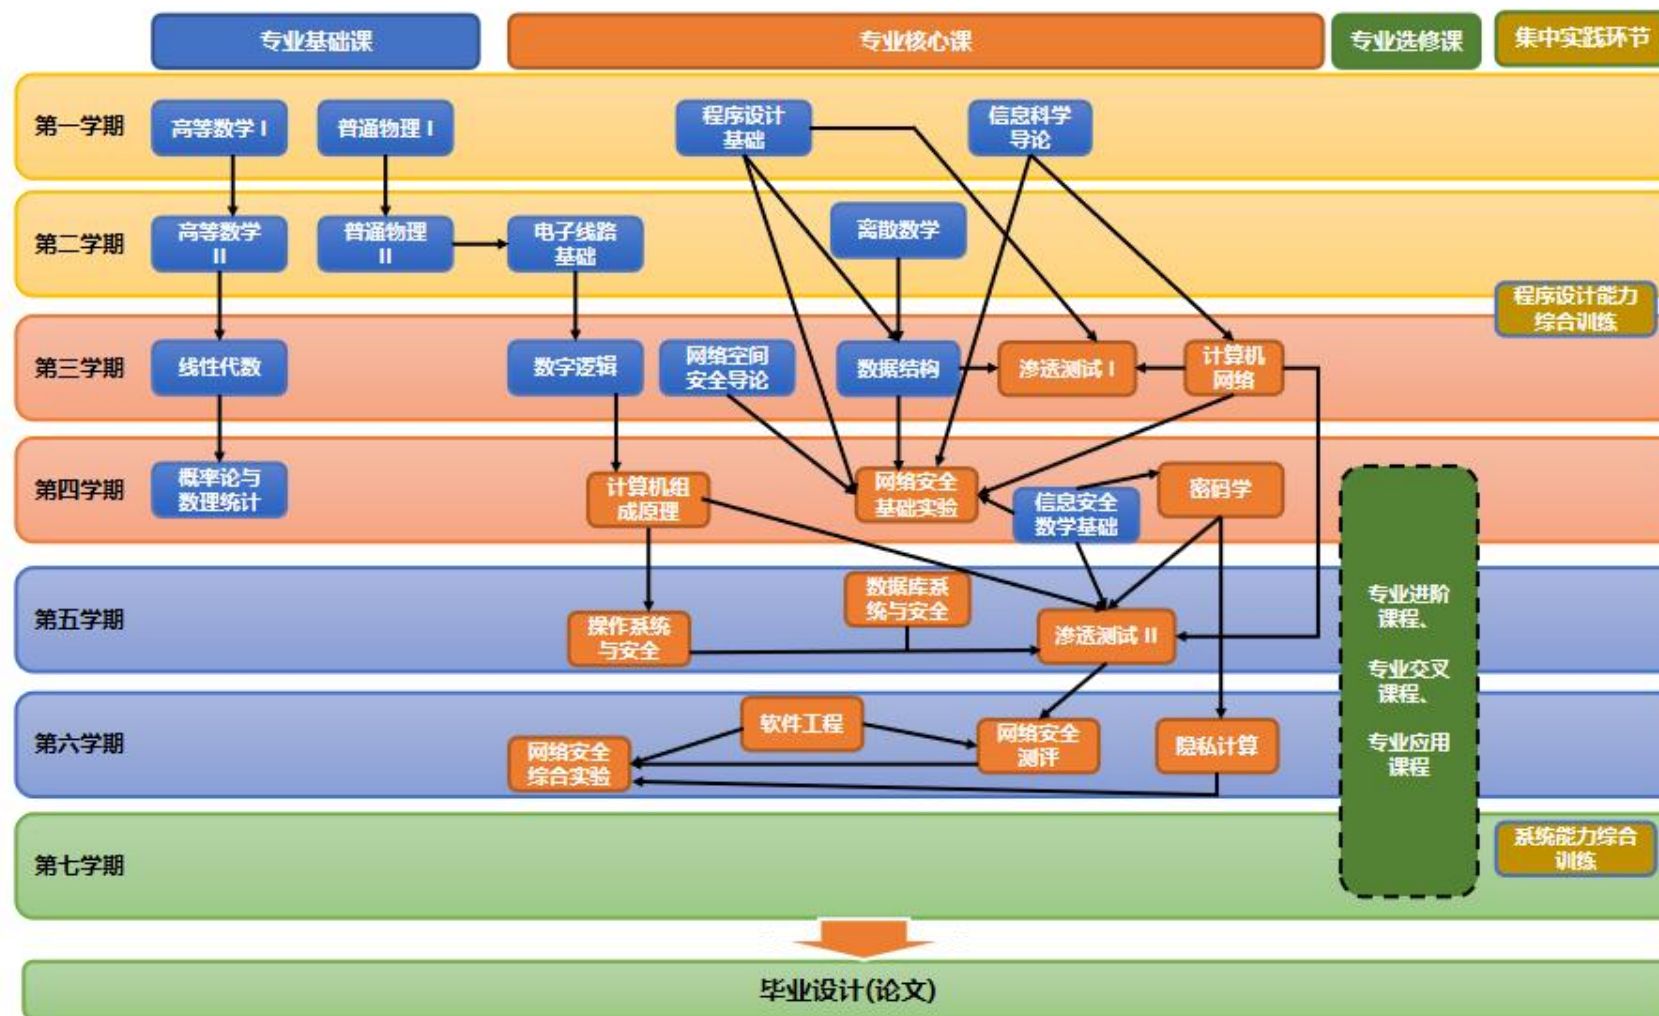 专业基础课
专业核心课
专业选修课
集中实践环节
第一学期
高等数学 I
普通物理 I
程序设计
基础
信息科学
导论
第二学期
高等数学
II
普通物理
II
电子线路
基础
离散数学
程序设计能力
综合训练
第三学期
线性代数
数字逻辑
网络空间
安全导论
数据结构
渗透测试 I
计算机
网络
第四学期
概率论与
数理统计
计算机组
成原理
网络安全
基础实验
信息安全
数学基础
密码学
第五学期
操作系统
与安全
数据库系
统与安全
渗透测试 II
专业进阶
课程、
专业交叉
课程、
专业应用
课程
第六学期
网络安全
综合实验
软件工程
网络安全
测评
隐私计算
第七学期
系统能力综合
训练
毕业设计(论文)